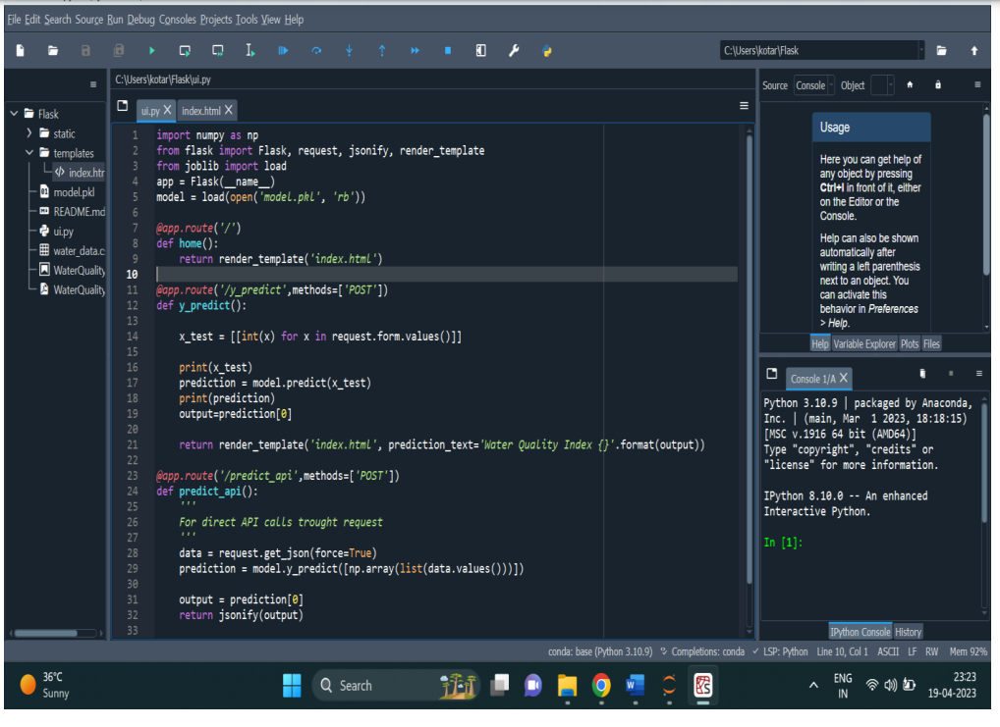 File Edit Search Source Run Debug Consoles Projects Tools View Help
C:\Users\kotar\Flask
C:\Users\kotar\Flask\ui.py
ui.py X index.html X
Flask
static
templates
index.htr
model.pkl
README.md
ui.py
water_data.c
WaterQuality
WaterQuality
1 import numpy as np
2 from flask import Flask, request, jsonify, render_template
3 from joblib import load
4 app = Flask(__name__)
5 model = load(open('model.pkl', 'rb'))
6
7 @app.route('/')
8 def home():
9     return render_template('index.html')
10
11 @app.route('/y_predict',methods=['POST'])
12 def y_predict():
13
14     x_test = [[int(x) for x in request.form.values()]]
15
16     print(x_test)
17     prediction = model.predict(x_test)
18     print(prediction)
19     output=prediction[0]
20
21     return render_template('index.html', prediction_text='Water Quality Index {}'.format(output))
22
23 @app.route('/predict_api',methods=['POST'])
24 def predict_api():
25     '''
26     For direct API calls trought request
27     '''
28     data = request.get_json(force=True)
29     prediction = model.y_predict([np.array(list(data.values()))])
30
31     output = prediction[0]
32     return jsonify(output)
33
Source Console Object
Usage
Here you can get help of
any object by pressing
Ctrl+I in front of it, either
on the Editor or the
Console.
Help can also be shown
automatically after
writing a left parenthesis
next to an object. You
can activate this
behavior in Preferences
> Help.
Help Variable Explorer Plots Files
Console 1/A X
Python 3.10.9 | packaged by Anaconda,
Inc. | (main, Mar  1 2023, 18:18:15)
[MSC v.1916 64 bit (AMD64)]
Type "copyright", "credits" or
"license" for more information.
IPython 8.10.0 -- An enhanced
Interactive Python.
In [1]:
IPython Console History
conda: base (Python 3.10.9) Completions: conda LSP: Python Line 10, Col 1 ASCII LF RW Mem 92%
36°C
Sunny
Search
ENG
IN
23:23
19-04-2023